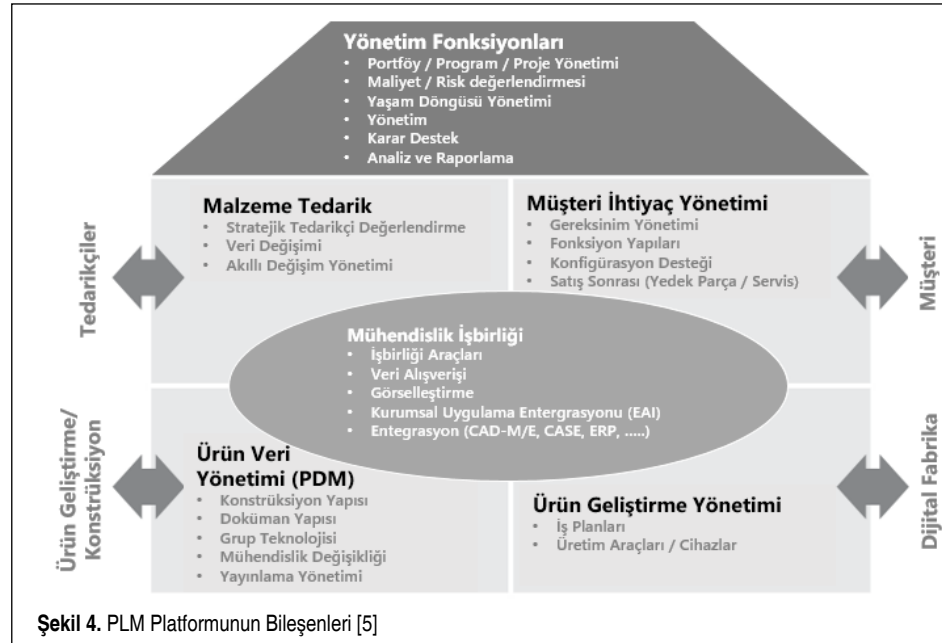 Yönetim Fonksiyonları
• Portföy / Program / Proje Yönetimi
• Maliyet / Risk değerlendirmesi
• Yaşam Döngüsü Yönetimi
• Yönetim
• Karar Destek
• Analiz ve Raporlama
Tedarikçiler
Malzeme Tedarik
• Stratejik Tedarikçi Değerlendirme
• Veri Değişimi
• Akıllı Değişim Yönetimi
Müşteri İhtiyaç Yönetimi
• Gereksinim Yönetimi
• Fonksiyon Yapıları
• Konfigürasyon Desteği
• Satış Sonrası (Yedek Parça / Servis)
Müşteri
Mühendislik İşbirliği
• İşbirliği Araçları
• Veri Alışverişi
• Görselleştirme
• Kurumsal Uygulama Entergrasyonu (EAI)
• Entegrasyon (CAD-M/E, CASE, ERP, .....)
Ürün Geliştirme/
Konstrüksiyon
Ürün Veri
Yönetimi (PDM)
• Konstrüksiyon Yapısı
• Doküman Yapısı
• Grup Teknolojisi
• Mühendislik Değişikliği
• Yayınlama Yönetimi
Ürün Geliştirme Yönetimi
• İş Planları
• Üretim Araçları / Cihazlar
Dijital Fabrika
Şekil 4. PLM Platformunun Bileşenleri [5]